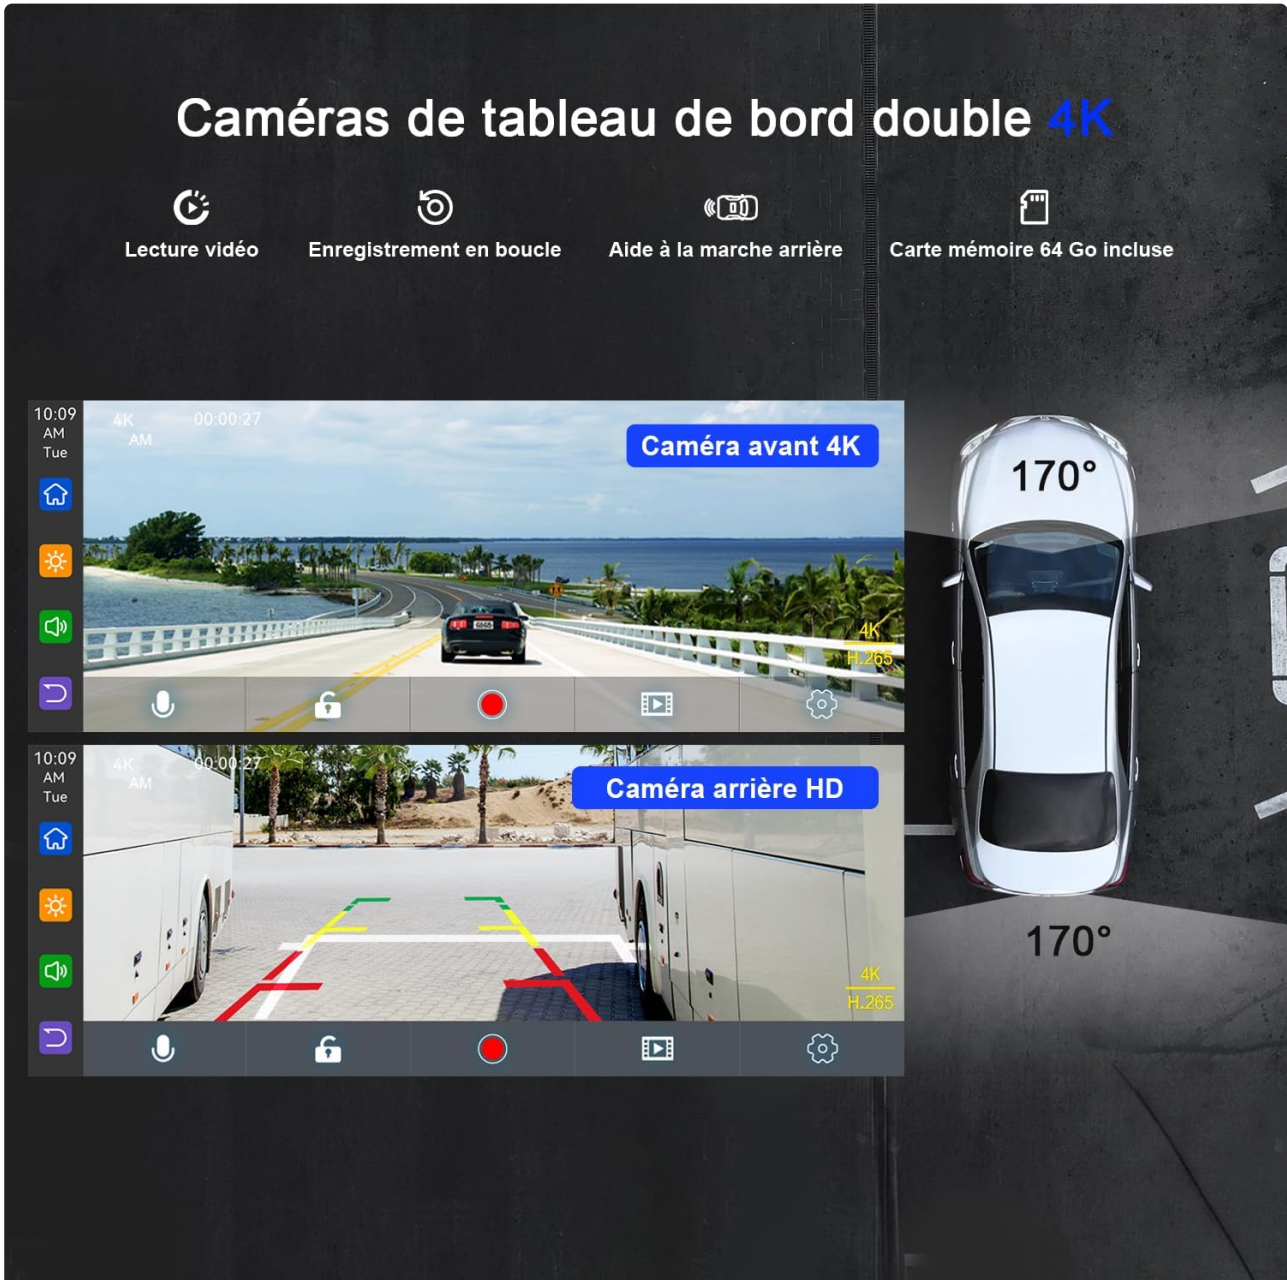 Caméras de tableau de bord double 4K
Lecture vidéo
Enregistrement en boucle
Aide à la marche arrière
Carte mémoire 64 Go incluse
10:09
AM
Tue
4K 00:00:27
AM
Caméra avant 4K
4K
H.265
170°
10:09
AM
Tue
4K 00:00:27
AM
Caméra arrière HD
4K
H.265
170°